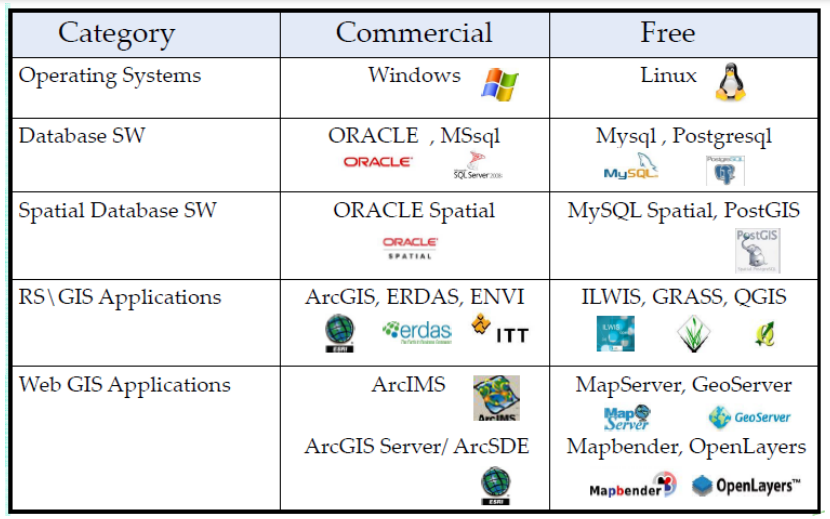 Category Commercial Free
Operating Systems Windows Linux
Database SW ORACLE , MSsql Mysql , Postgresql
ORACLE SQL Server 2008 MySQL PostgreSQL
Spatial Database SW ORACLE Spatial MySQL Spatial, PostGIS
ORACLE SPATIAL PostGIS
RS\GIS Applications ArcGIS, ERDAS, ENVI ILWIS, GRASS, QGIS
ESRI erdas ITT ILWIS
Web GIS Applications ArcIMS MapServer, GeoServer
ArcIMS Map Server GeoServer
ArcGIS Server/ ArcSDE Mapbender, OpenLayers
ESRI Mapbender OpenLayers™